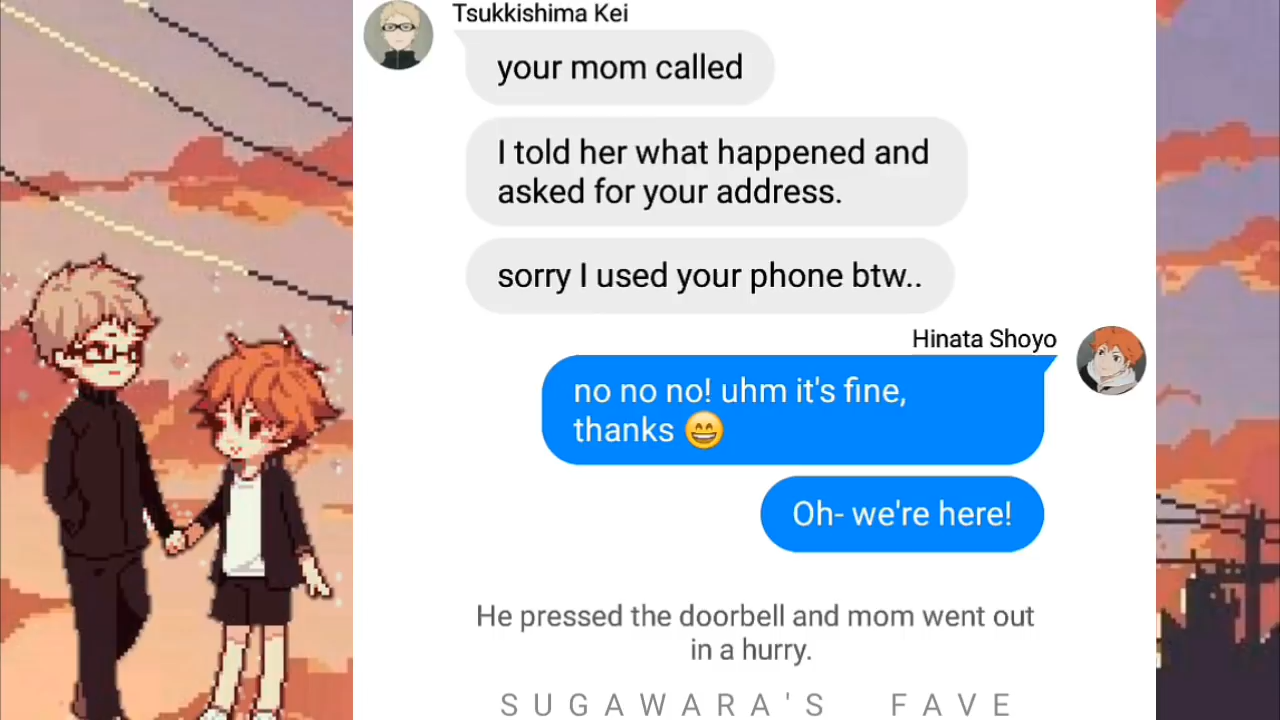 Tsukkishima Kei
your mom called
I told her what happened and
asked for your address.
sorry I used your phone btw..
Hinata Shoyo
no no no! uhm it's fine,
thanks 😄
Oh- we're here!
He pressed the doorbell and mom went out
in a hurry.
SUGAWARA'S FAVE